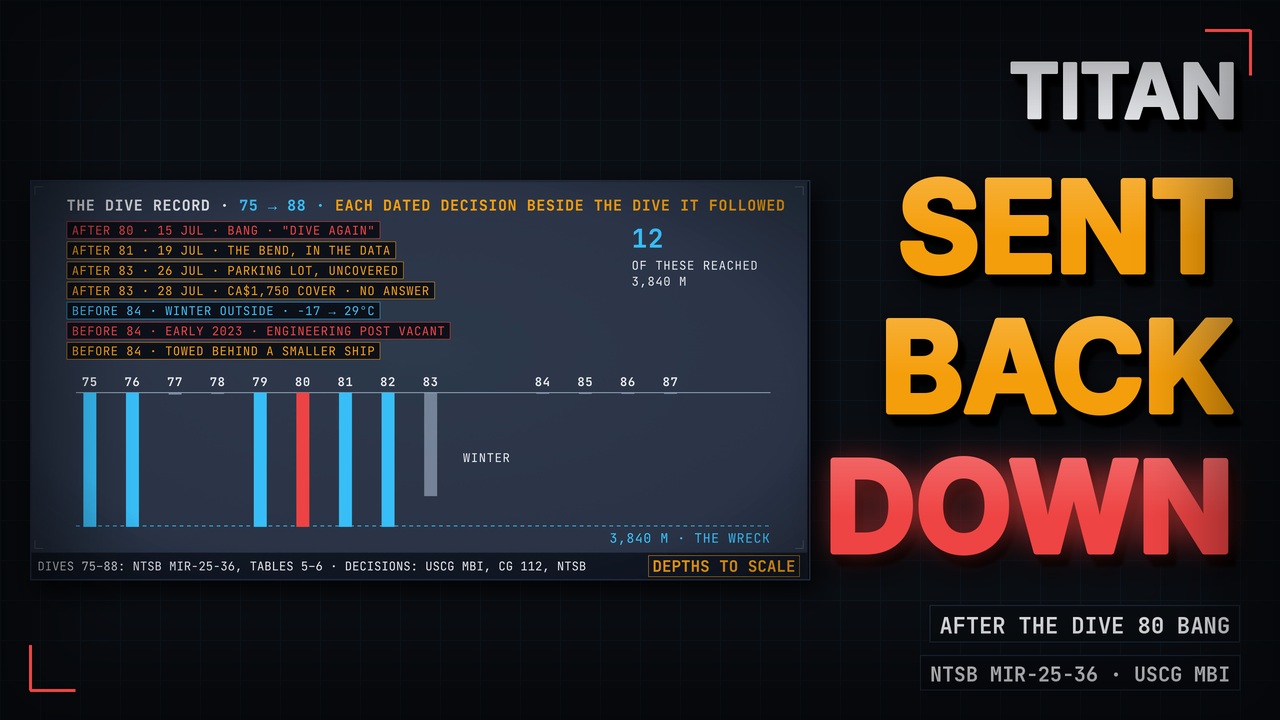 TITAN
SENT
BACK
DOWN
AFTER THE DIVE 80 BANG
NTSB MIR-25-36 · USCG MBI
THE DIVE RECORD · 75 → 88 · EACH DATED DECISION BESIDE THE DIVE IT FOLLOWED
AFTER 80 · 15 JUL · BANG · "DIVE AGAIN"
AFTER 81 · 19 JUL · THE BEND, IN THE DATA
AFTER 83 · 26 JUL · PARKING LOT, UNCOVERED
AFTER 83 · 28 JUL · CA$1,750 COVER · NO ANSWER
BEFORE 84 · WINTER OUTSIDE · -17 → 29°C
BEFORE 84 · EARLY 2023 · ENGINEERING POST VACANT
BEFORE 84 · TOWED BEHIND A SMALLER SHIP
12
OF THESE REACHED
3,840 M
75 76 77 78 79 80 81 82 83 84 85 86 87
WINTER
3,840 M · THE WRECK
DIVES 75–88: NTSB MIR-25-36, TABLES 5–6 · DECISIONS: USCG MBI, CG 112, NTSB
DEPTHS TO SCALE